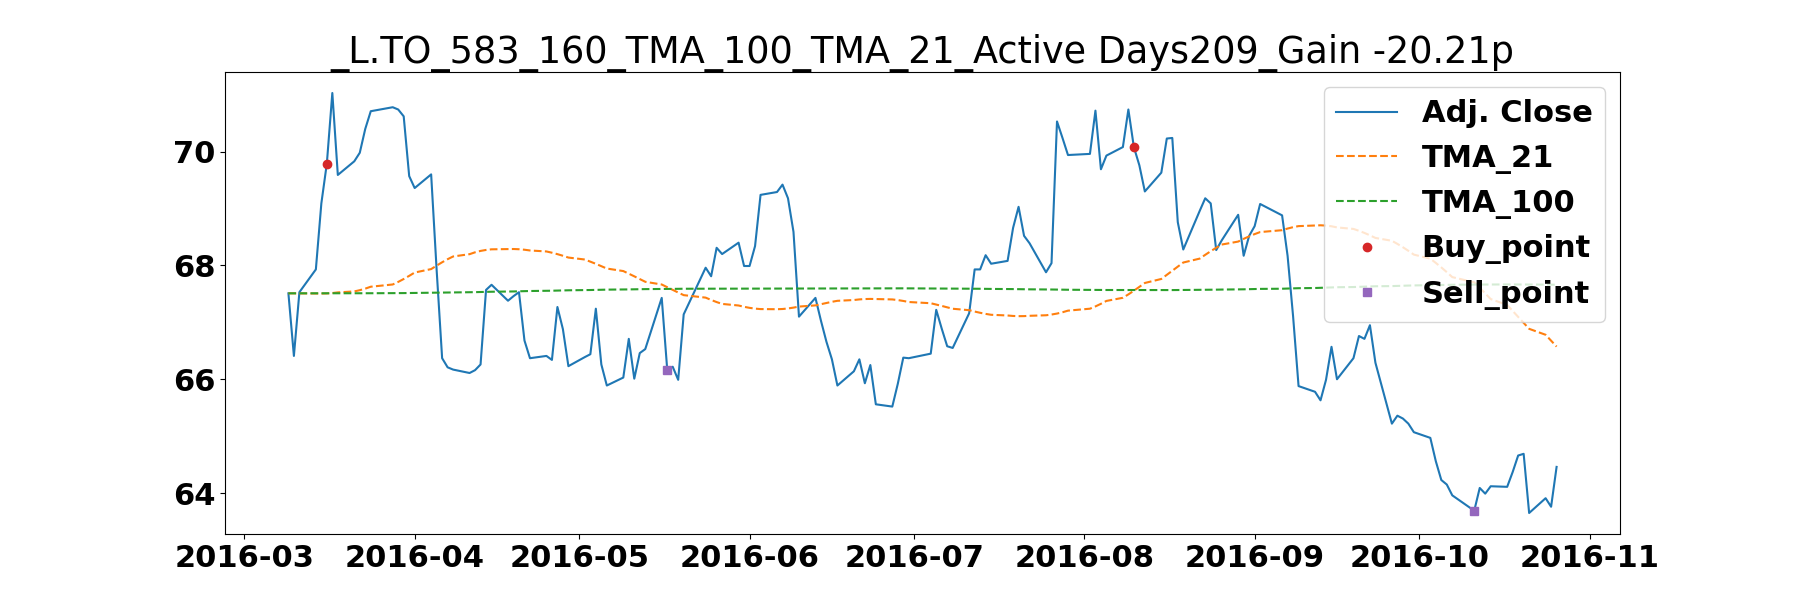 _L.TO_583_160_TMA_100_TMA_21_Active Days209_Gain -20.21p
Adj. Close
TMA_21
TMA_100
Buy_point
Sell_point
70
68
66
64
2016-03 2016-04 2016-05 2016-06 2016-07 2016-08 2016-09 2016-10 2016-11